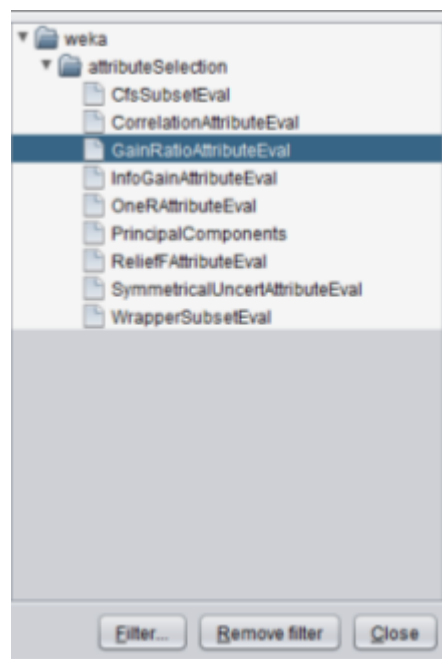 weka
attributeSelection
CfsSubsetEval
CorrelationAttributeEval
GainRatioAttributeEval
InfoGainAttributeEval
OneRAttributeEval
PrincipalComponents
ReliefFAttributeEval
SymmetricalUncertAttributeEval
WrapperSubsetEval
Filter... Remove filter Close